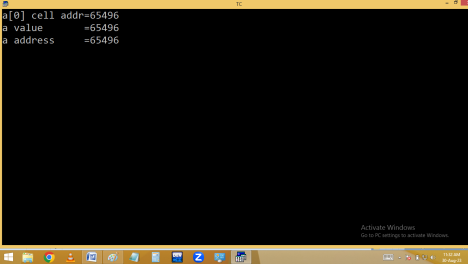 TC
a[0] cell addr=65496
a value       =65496
a address     =65496
Activate Windows
Go to PC settings to activate Windows.